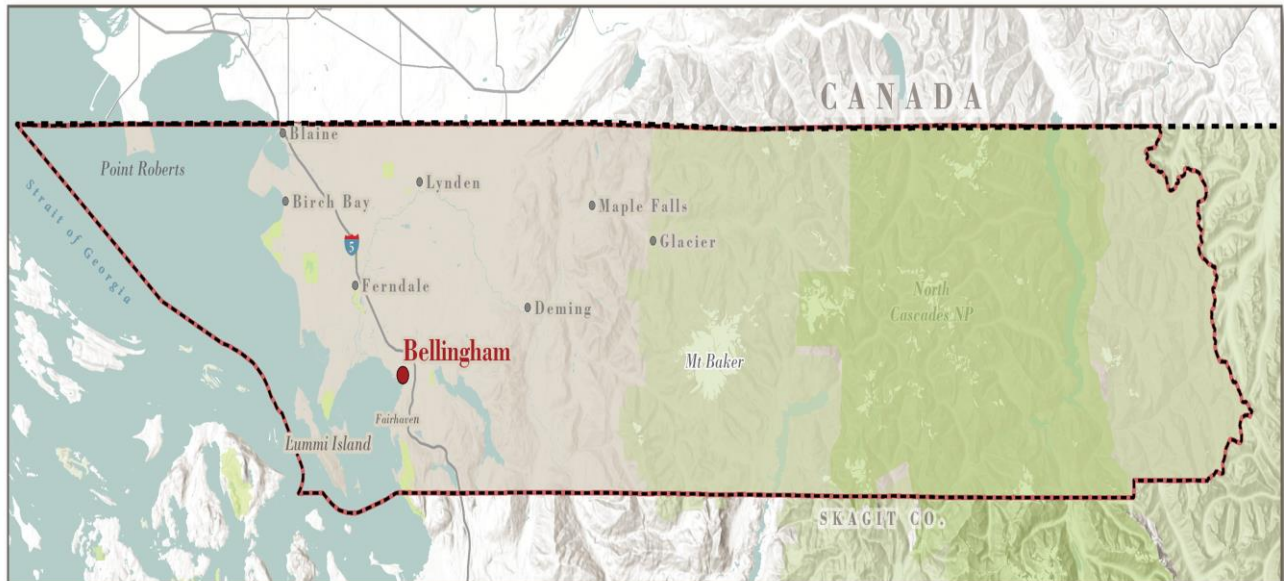 CANADA
Blaine
Point Roberts
Lynden
Strait of Georgia
Birch Bay
Maple Falls
5
Glacier
Ferndale
North
Cascades NP
Deming
Bellingham
Mt Baker
Fairhaven
Lummi Island
SKAGIT CO.